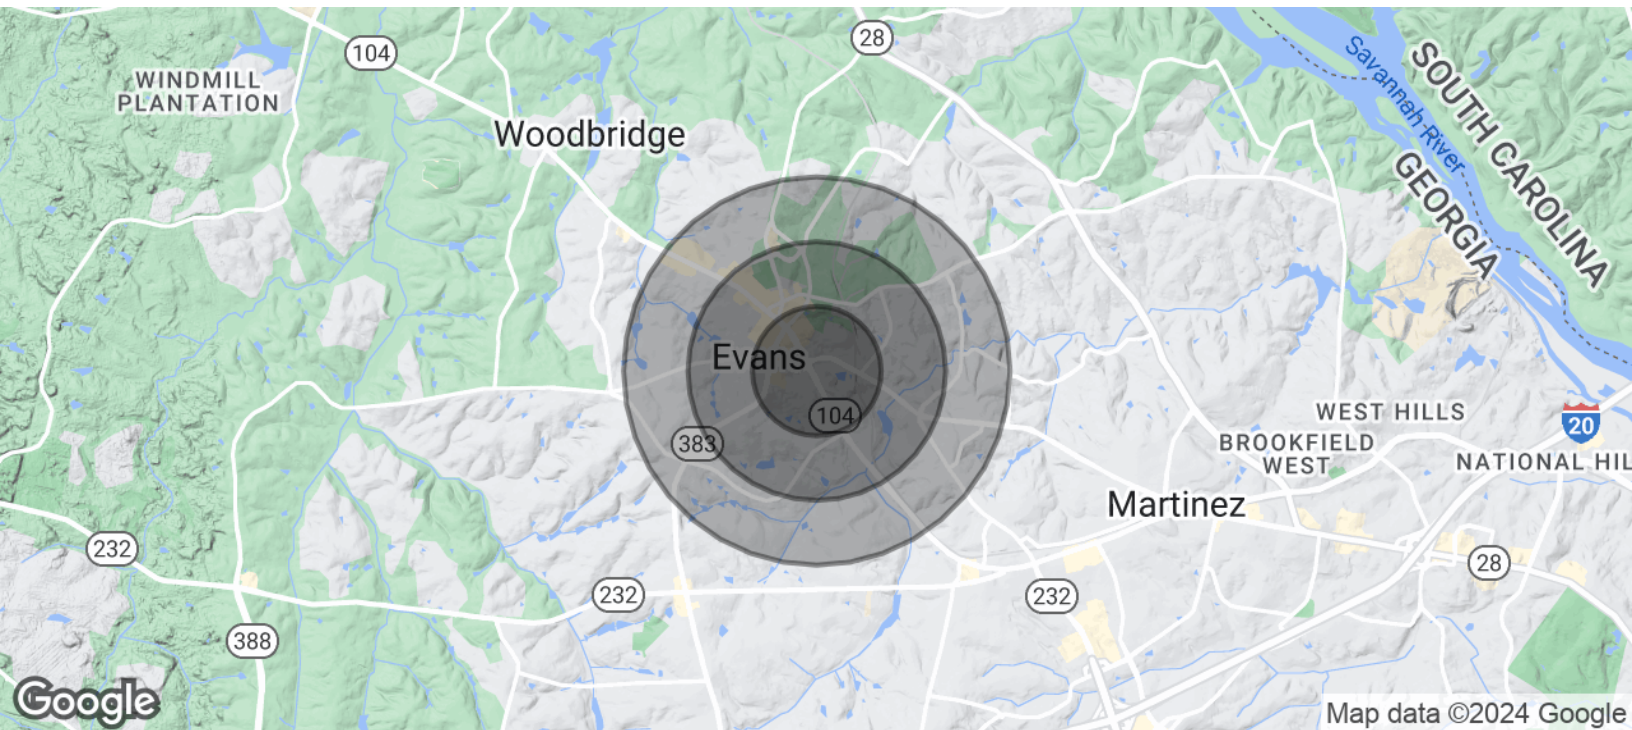 28
104
WINDMILL
PLANTATION
Woodbridge
Savannah River
SOUTH CAROLINA
GEORGIA
Evans
104
383
WEST HILLS
20
BROOKFIELD
WEST
NATIONAL HIL
Martinez
232
28
232
232
388
Google
Map data ©2024 Google